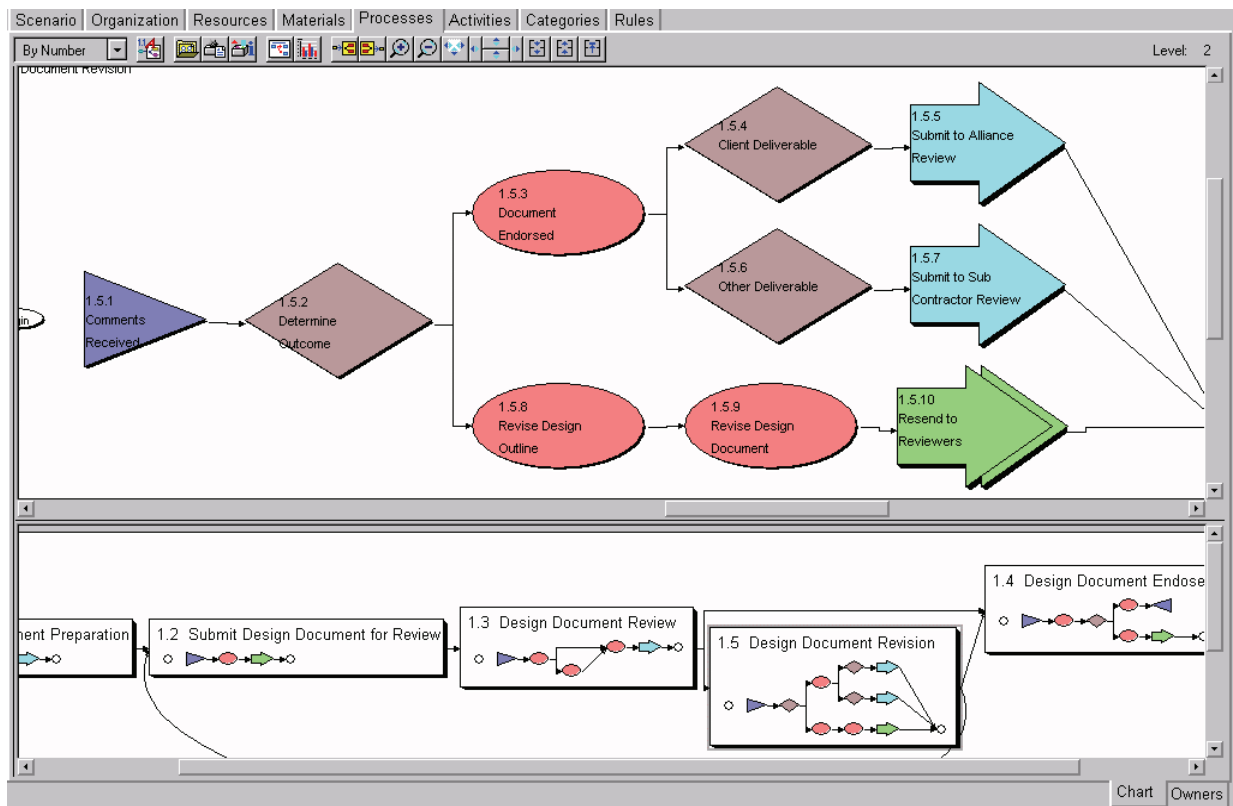 Scenario Organization Resources Materials Processes Activities Categories Rules
By Number
Level: 2
Document Revision
1.5.4
Client Deliverable
1.5.5
Submit to Alliance
Review
1.5.3
Document
Endorsed
1.5.6
Other Deliverable
1.5.7
Submit to Sub
Contractor Review
gin
1.5.1
Comments
Received
1.5.2
Determine
Outcome
1.5.8
Revise Design
Outline
1.5.9
Revise Design
Document
1.5.10
Resend to
Reviewers
ment Preparation
1.2 Submit Design Document for Review
1.3 Design Document Review
1.5 Design Document Revision
1.4 Design Document Endose
Chart Owners